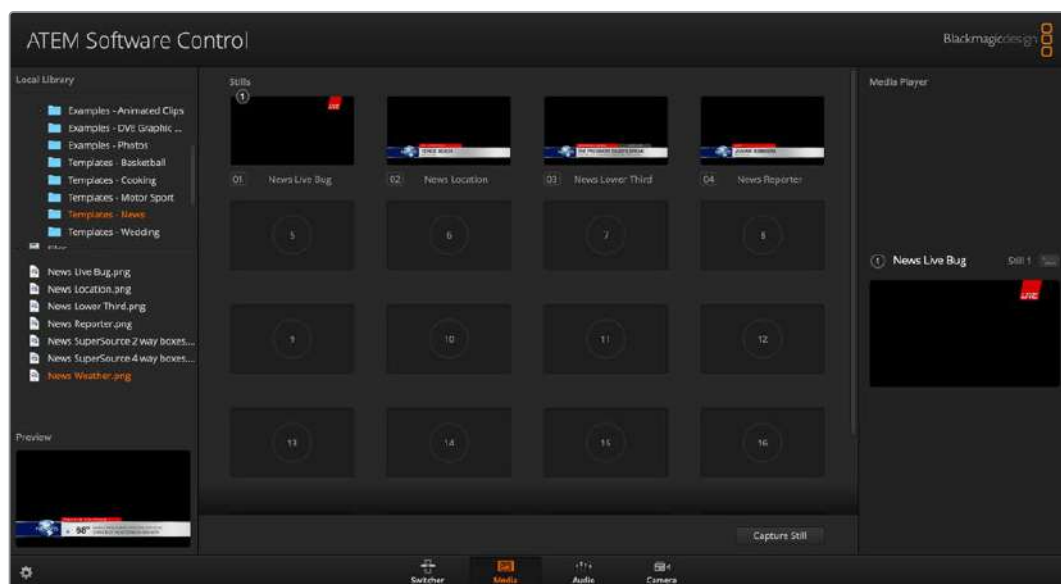 ATEM Software Control
Blackmagicdesign
Local Library
Examples - Animated Clips
Examples - DVE Graphic ...
Examples - Photos
Templates - Basketball
Templates - Cooking
Templates - Motor Sport
Templates - News
Templates - Wedding
News Live Bug.png
News Location.png
News Lower Third.png
News Reporter.png
News SuperSource 2 way boxes...
News SuperSource 4 way boxes...
News Weather.png
Preview
98°
Stills
1
LIVE
01 News Live Bug
02 News Location
03 News Lower Third
04 News Reporter
5
6
7
8
9
10
11
12
13
14
15
16
Capture Still
Media Player
1 News Live Bug Still 1
LIVE
Switcher
Media
Audio
Camera